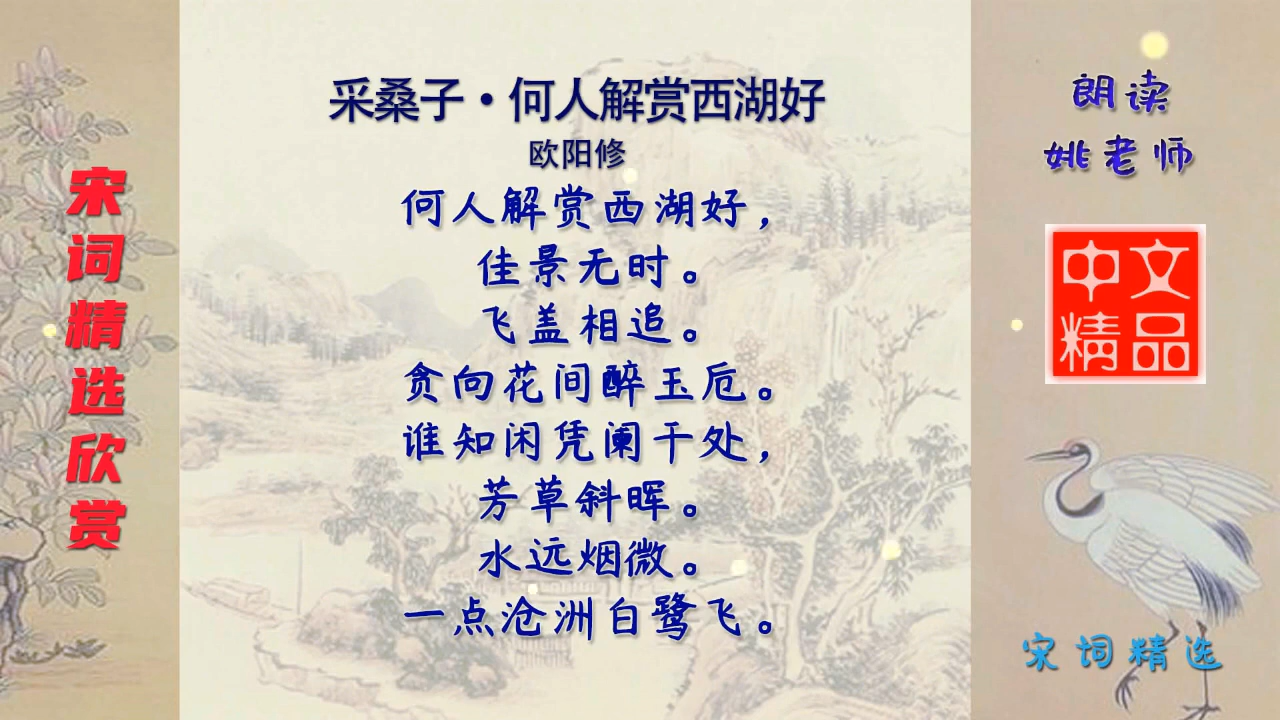 宋词精选欣赏
采桑子·何人解赏西湖好
欧阳修
何人解赏西湖好，
佳景无时。
飞盖相追。
贪向花间醉玉卮。
谁知闲凭阑干处，
芳草斜晖。
水远烟微。
一点沧洲白鹭飞。
朗读
姚老师
中文
精品
宋词精选